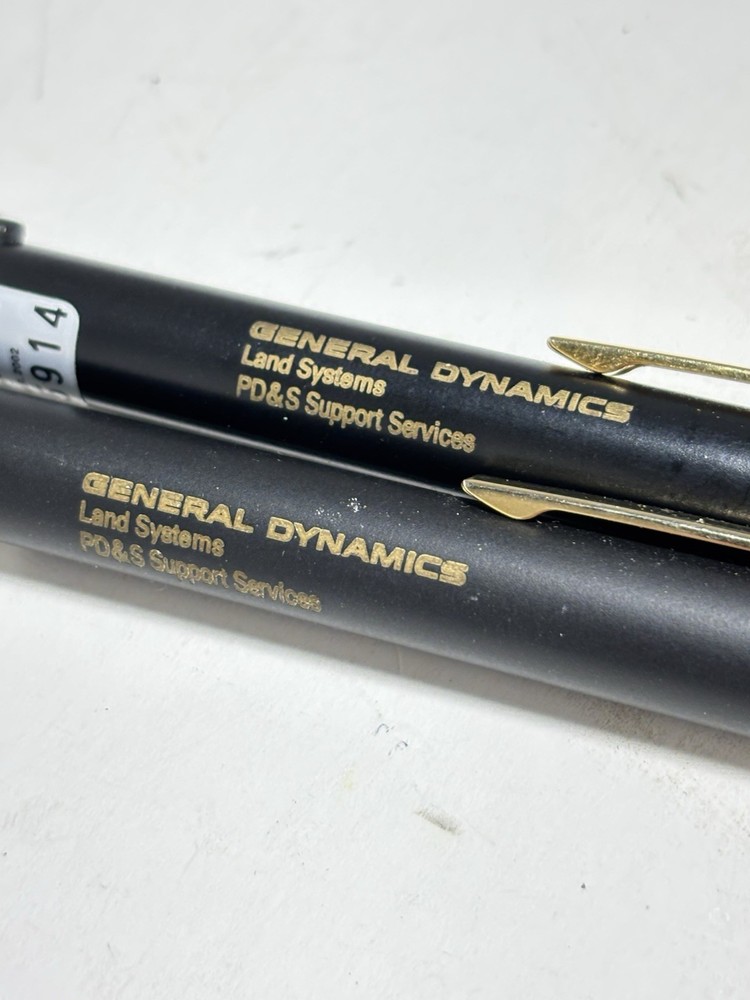 914
GENERAL DYNAMICS
Land Systems
PD&S Support Services
GENERAL DYNAMICS
Land Systems
PD&S Support Services